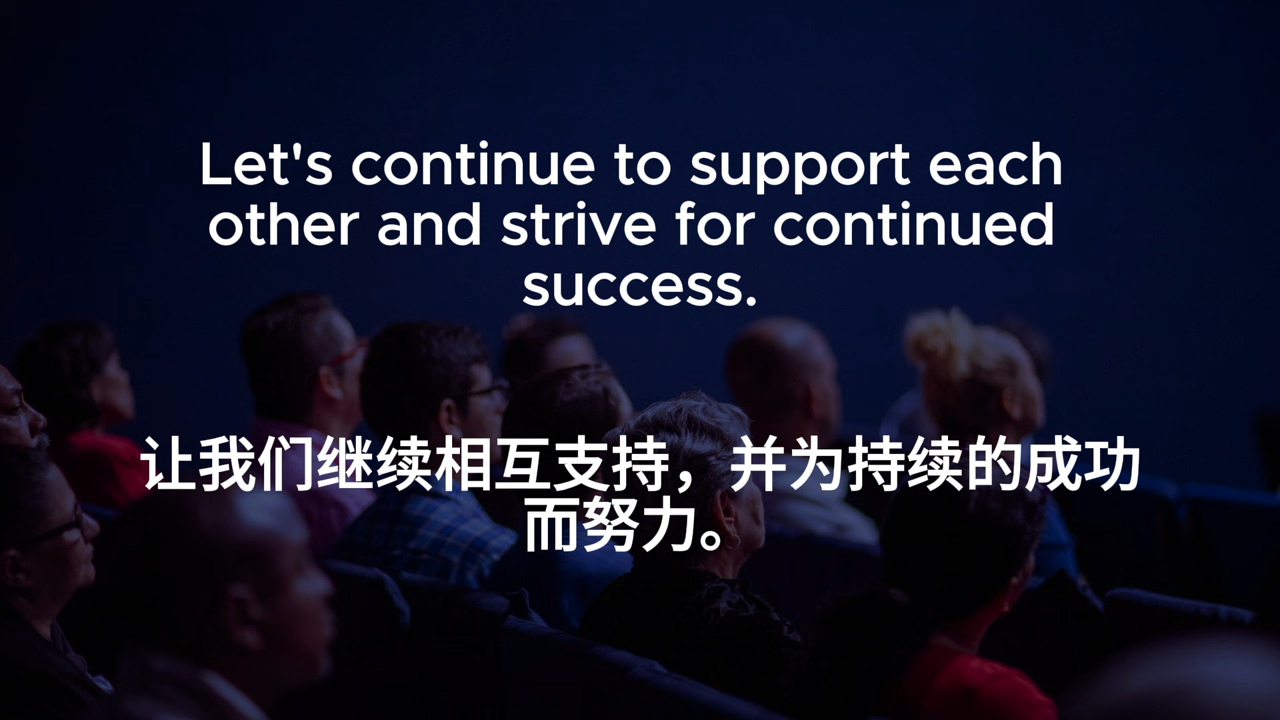 Let's continue to support each
other and strive for continued
success.
让我们继续相互支持，并为持续的成功
而努力。